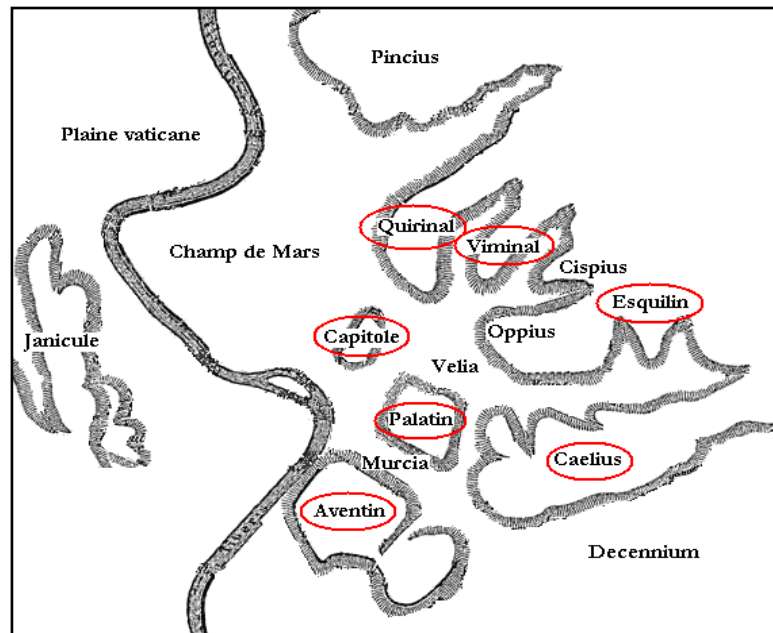 Pincius
Plaine vaticane
Quirinal
Viminal
Champ de Mars
Cispius
Esquilin
Oppius
Capitole
Janicule
Velia
Palatin
Murcia
Caelius
Aventin
Decennium